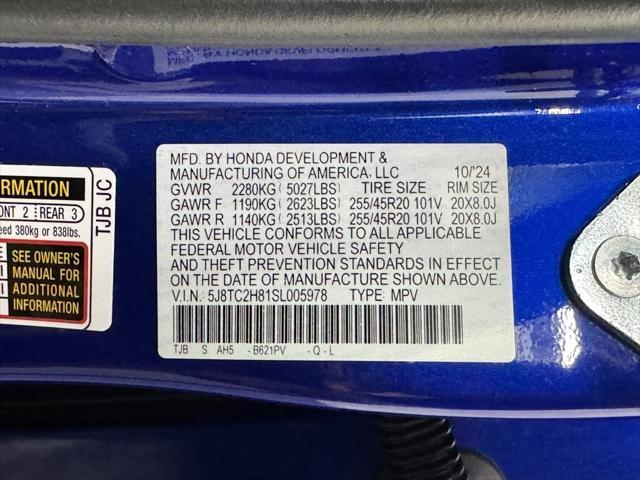 MFD. BY HONDA DEVELOPMENT &
MANUFACTURING OF AMERICA, LLC 10/'24
GVWR 2280KG ( 5027LBS) TIRE SIZE RIM SIZE
GAWR F 1190KG ( 2623LBS) 255/45R20 101V 20X8.0J
GAWR R 1140KG ( 2513LBS) 255/45R20 101V 20X8.0J
THIS VEHICLE CONFORMS TO ALL APPLICABLE
FEDERAL MOTOR VEHICLE SAFETY
AND THEFT PREVENTION STANDARDS IN EFFECT
ON THE DATE OF MANUFACTURE SHOWN ABOVE.
V.I.N.: 5J8TC2H81SL005978 TYPE: MPV
TJB S AH5 - B621PV - Q - L
ORMATION
ONT 2 REAR 3
eed 380kg or 838lbs.
SEE OWNER'S
MANUAL FOR
ADDITIONAL
INFORMATION
TJB JC